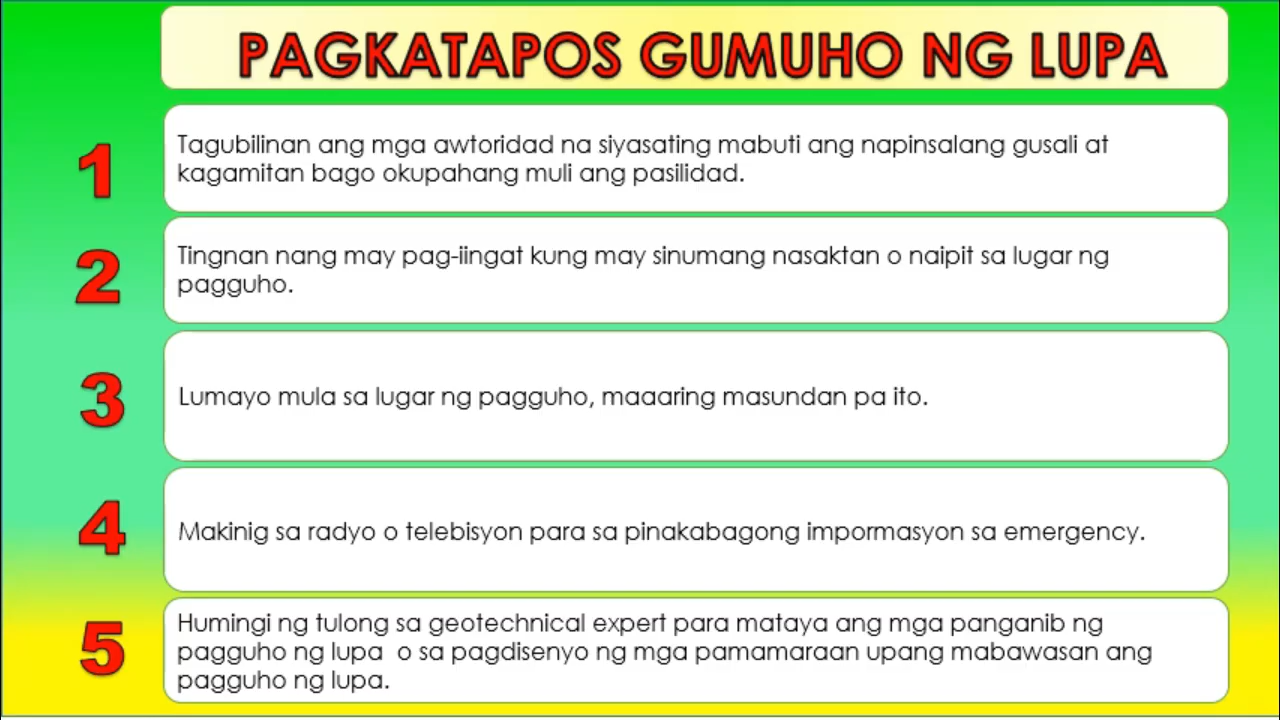 PAGKATAPOS GUMUHO NG LUPA
1
Tagubilinan ang mga awtoridad na siyasating mabuti ang napinsalang gusali at
kagamitan bago okupahang muli ang pasilidad.
2
Tingnan nang may pag-iingat kung may sinumang nasaktan o naipit sa lugar ng
pagguho.
3
Lumayo mula sa lugar ng pagguho, maaaring masundan pa ito.
4
Makinig sa radyo o telebisyon para sa pinakabagong impormasyon sa emergency.
5
Humingi ng tulong sa geotechnical expert para mataya ang mga panganib ng
pagguho ng lupa  o sa pagdisenyo ng mga pamamaraan upang mabawasan ang
pagguho ng lupa.